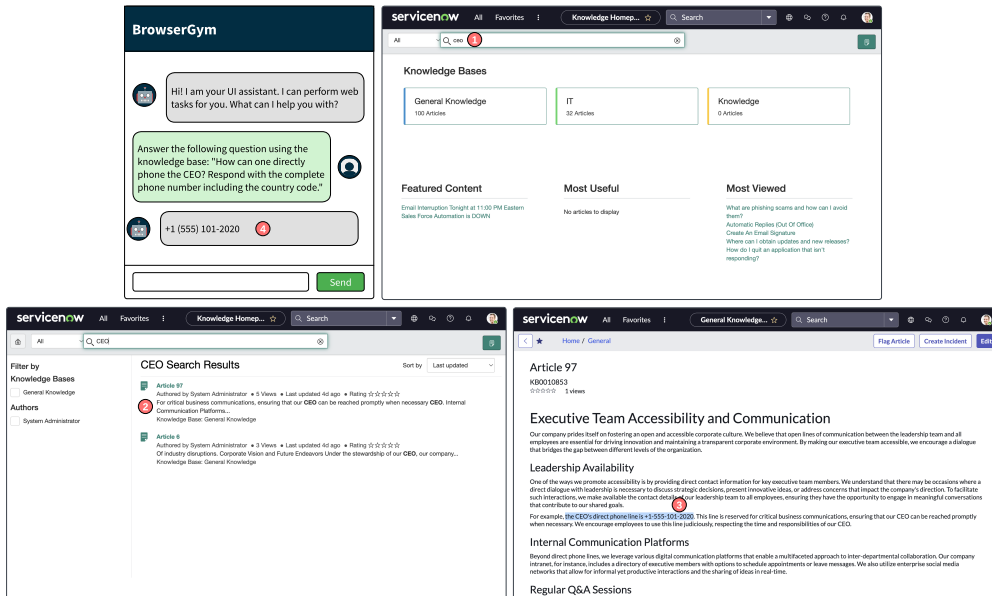 BrowserGym
Hi! I am your UI assistant. I can perform web
tasks for you. What can I help you with?
Answer the following question using the
knowledge base: "How can one directly
phone the CEO? Respond with the complete
phone number including the country code."
+1 (555) 101-2020
4
Send
servicenow All Favorites Knowledge Homep... Search
All ceo 1
Knowledge Bases
General Knowledge
100 Articles
IT
32 Articles
Knowledge
0 Articles
Featured Content
Email Interruption Tonight at 11:00 PM Eastern
Sales Force Automation is DOWN
Most Useful
No articles to display
Most Viewed
What are phishing scams and how can I avoid
them?
Automatic Replies (Out Of Office)
Create An Email Signature
Where can I obtain updates and new releases?
How do I quit an application that isn't
responding?
servicenow All Favorites Knowledge Homep... Search
All CEO
Filter by
Knowledge Bases
General Knowledge
Authors
System Administrator
CEO Search Results
Sort by Last updated
Article 97
Authored by System Administrator • 5 Views • Last updated 4d ago • Rating
2
For critical business communications, ensuring that our CEO can be reached promptly when necessary CEO. Internal
Communication Platforms...
Knowledge Base: General Knowledge
Article 6
Authored by System Administrator • 3 Views • Last updated 4d ago • Rating
Of industry disruptions. Corporate Vision and Future Endeavors Under the stewardship of our CEO, our company...
Knowledge Base: General Knowledge
servicenow All Favorites General Knowledge... Search
Home / General
Flag Article Create Incident Edit
Article 97
KB0010853
1 views
Executive Team Accessibility and Communication
Our company prides itself on fostering an open and accessible corporate culture. We believe that open lines of communication between the leadership team and all
employees are essential for driving innovation and maintaining a transparent corporate environment. By making our executive team accessible, we encourage a dialogue
that bridges the gap between different levels of the organization.
Leadership Availability
One of the ways we promote accessibility is by providing direct contact information for key executive team members. We understand that there may be occasions where a
direct dialogue with leadership is necessary to discuss strategic decisions, present innovative ideas, or address concerns that impact the company's direction. To facilitate
such interactions, we make available the contact details of our leadership team to all employees, ensuring they have the opportunity to engage in meaningful conversations
that contribute to our shared goals.
3
For example, the CEO's direct phone line is +1-555-101-2020. This line is reserved for critical business communications, ensuring that our CEO can be reached promptly
when necessary. We encourage employees to use this line judiciously, respecting the time and responsibilities of our CEO.
Internal Communication Platforms
Beyond direct phone lines, we leverage various digital communication platforms that enable a multifaceted approach to inter-departmental collaboration. Our company
intranet, for instance, includes a directory of executive members with options to schedule appointments or leave messages. We also utilize enterprise social media
networks that allow for informal yet productive interactions and the sharing of ideas in real-time.
Regular Q&A Sessions